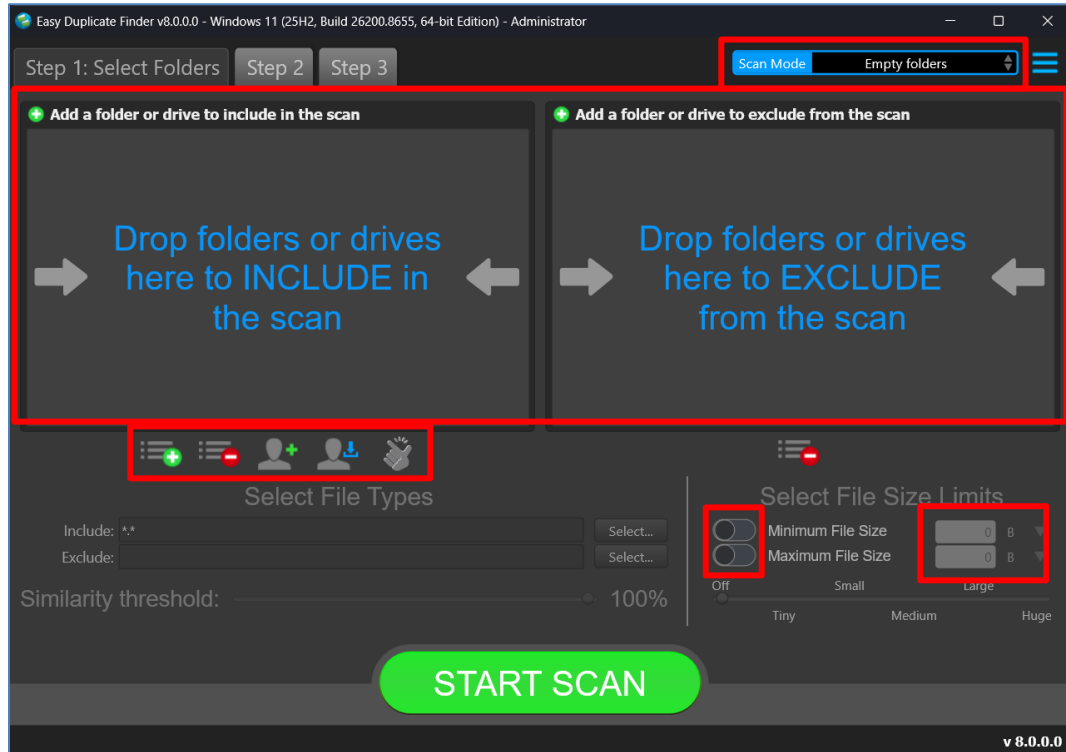 Easy Duplicate Finder v8.0.0.0 - Windows 11 (25H2, Build 26200.8655, 64-bit Edition) - Administrator
Step 1: Select Folders Step 2 Step 3 Scan Mode Empty folders
Add a folder or drive to include in the scan
Drop folders or drives
here to INCLUDE in
the scan
Add a folder or drive to exclude from the scan
Drop folders or drives
here to EXCLUDE
from the scan
Select File Types
Include: *.* Select...
Exclude: Select...
Similarity threshold: 100%
Select File Size Limits
Minimum File Size 0 B
Maximum File Size 0 B
Off Small Large
Tiny Medium Huge
START SCAN
v 8.0.0.0